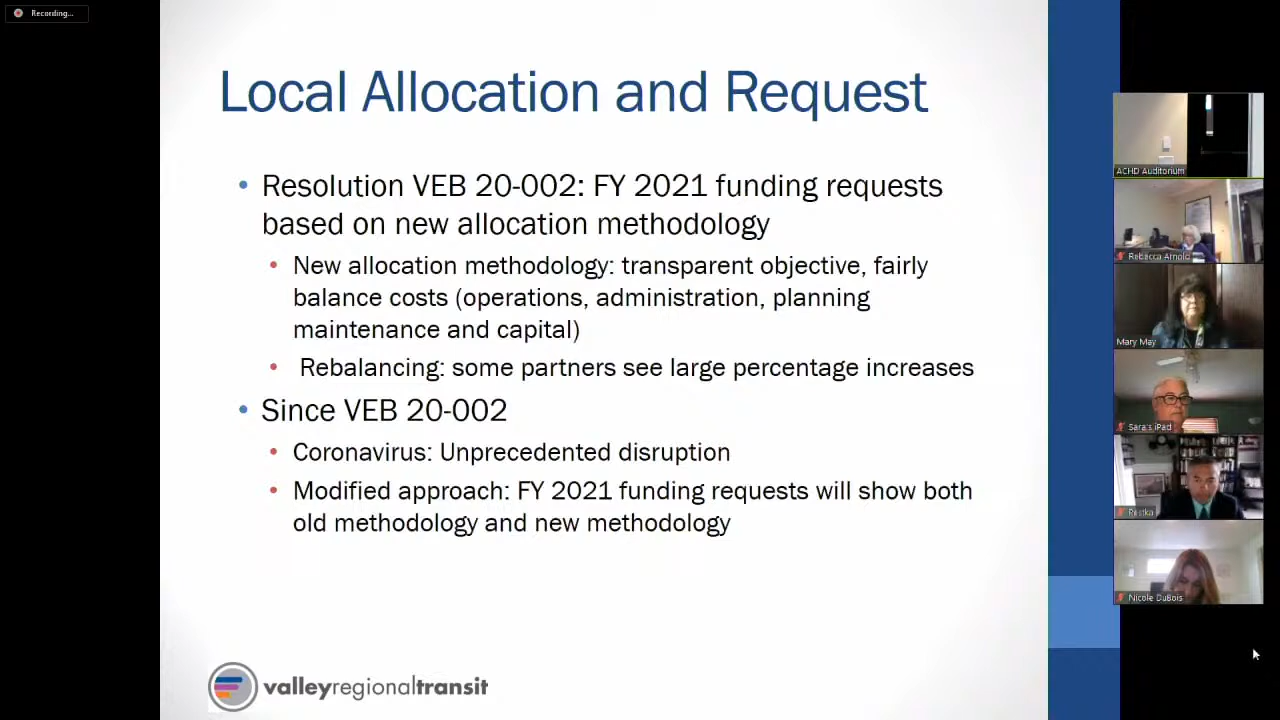 Recording...
Local Allocation and Request
• Resolution VEB 20-002: FY 2021 funding requests
based on new allocation methodology
• New allocation methodology: transparent objective, fairly
balance costs (operations, administration, planning
maintenance and capital)
• Rebalancing: some partners see large percentage increases
• Since VEB 20-002
• Coronavirus: Unprecedented disruption
• Modified approach: FY 2021 funding requests will show both
old methodology and new methodology
valleyregionaltransit
ACHD Auditorium
Rebecca Arnold
Mary May
Sara's iPad
Nicole DuBois